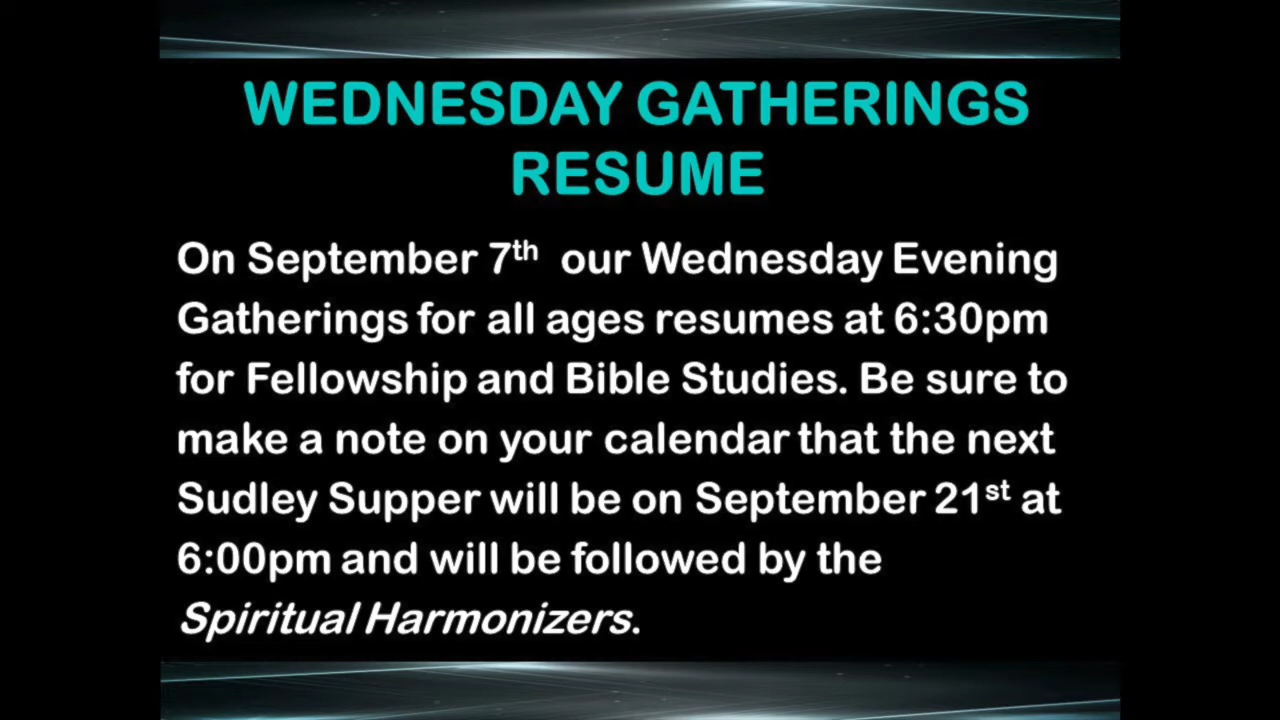 WEDNESDAY GATHERINGS
RESUME
On September 7th our Wednesday Evening
Gatherings for all ages resumes at 6:30pm
for Fellowship and Bible Studies. Be sure to
make a note on your calendar that the next
Sudley Supper will be on September 21st at
6:00pm and will be followed by the
Spiritual Harmonizers.